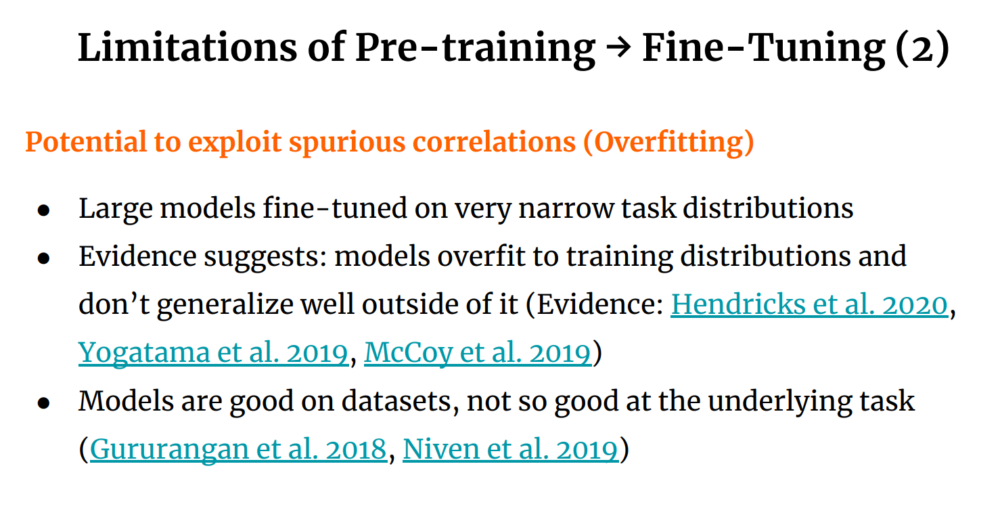 Limitations of Pre-training → Fine-Tuning (2)
Potential to exploit spurious correlations (Overfitting)
● Large models fine-tuned on very narrow task distributions
● Evidence suggests: models overfit to training distributions and
don’t generalize well outside of it (Evidence: Hendricks et al. 2020,
Yogatama et al. 2019, McCoy et al. 2019)
● Models are good on datasets, not so good at the underlying task
(Gururangan et al. 2018, Niven et al. 2019)